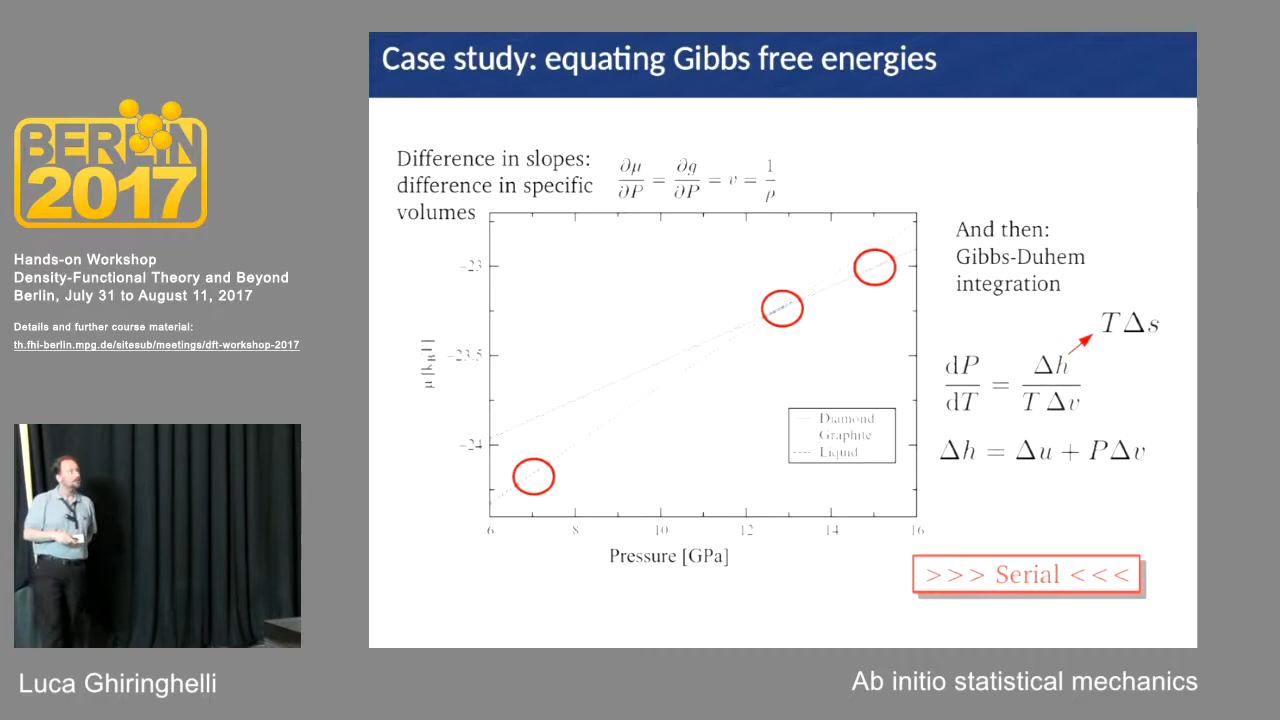 Case study: equating Gibbs free energies
BERLIN
2017
Hands-on Workshop
Density-Functional Theory and Beyond
Berlin, July 31 to August 11, 2017
Details and further course material:
th.fhi-berlin.mpg.de/sitesub/meetings/dft-workshop-2017
Difference in slopes:
difference in specific
volumes
∂μ/∂P = ∂g/∂P = v = 1/ρ
-23
-23.5
-24
μ [k_BT]
Diamond
Graphite
Liquid
6 8 10 12 14 16
Pressure [GPa]
And then:
Gibbs-Duhem
integration
TΔs
dP/dT = Δh/TΔv
Δh = Δu + PΔv
>>> Serial <<<
Luca Ghiringhelli
Ab initio statistical mechanics